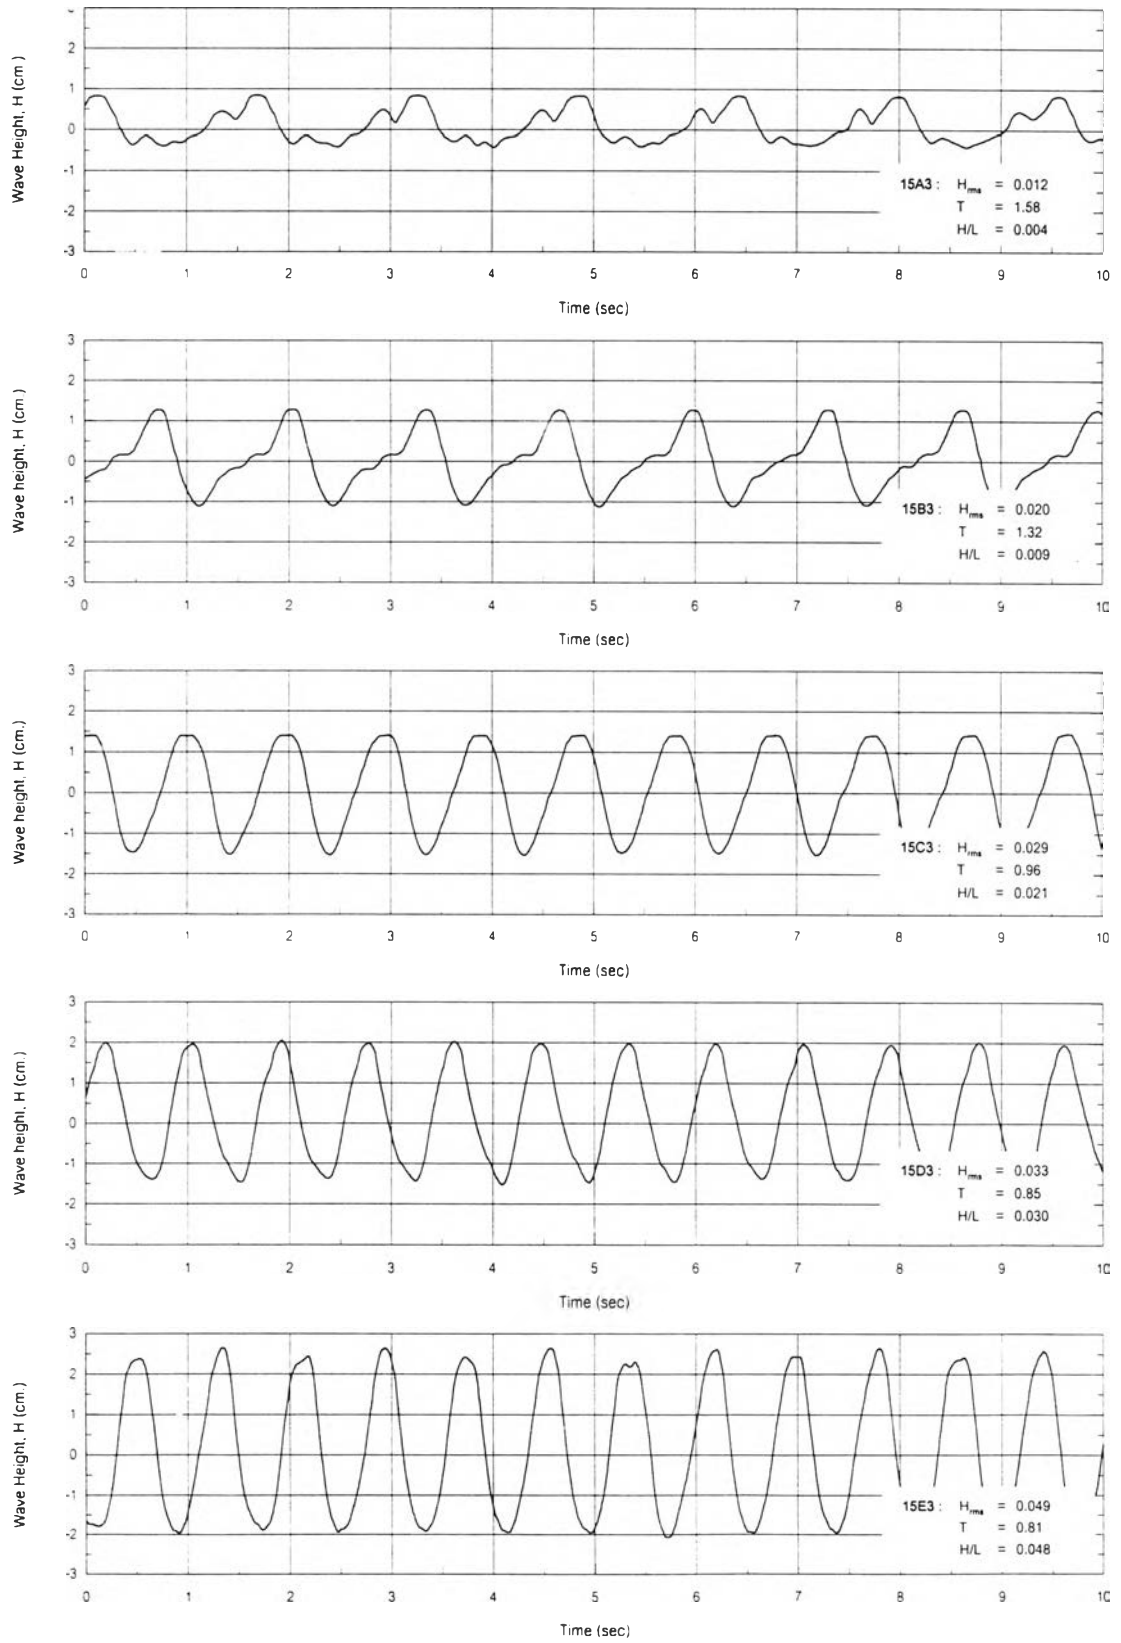 Wave Height, H (cm )
2
1
0
-1
-2
-3
15A3 : Hrms = 0.012
T = 1.58
H/L = 0.004
0 1 2 3 4 5 6 7 8 9 10
Time (sec)
Wave height, H (cm )
3
2
1
0
-1
-2
-3
15B3 : Hrms = 0.020
T = 1.32
H/L = 0.009
0 1 2 3 4 5 6 7 8 9 10
Time (sec)
Wave height, H (cm.)
3
2
1
0
-1
-2
-3
15C3 : Hrms = 0.029
T = 0.96
H/L = 0.021
0 1 2 3 4 5 6 7 8 9 10
Time (sec)
Wave height, H (cm.)
3
2
1
0
-1
-2
-3
15D3 : Hrms = 0.033
T = 0.85
H/L = 0.030
0 1 2 3 4 5 6 7 8 9 10
Time (sec)
Wave Height, H (cm.)
3
2
1
0
-1
-2
-3
15E3 : Hrms = 0.049
T = 0.81
H/L = 0.048
0 1 2 3 4 5 6 7 8 9 10
Time (sec)